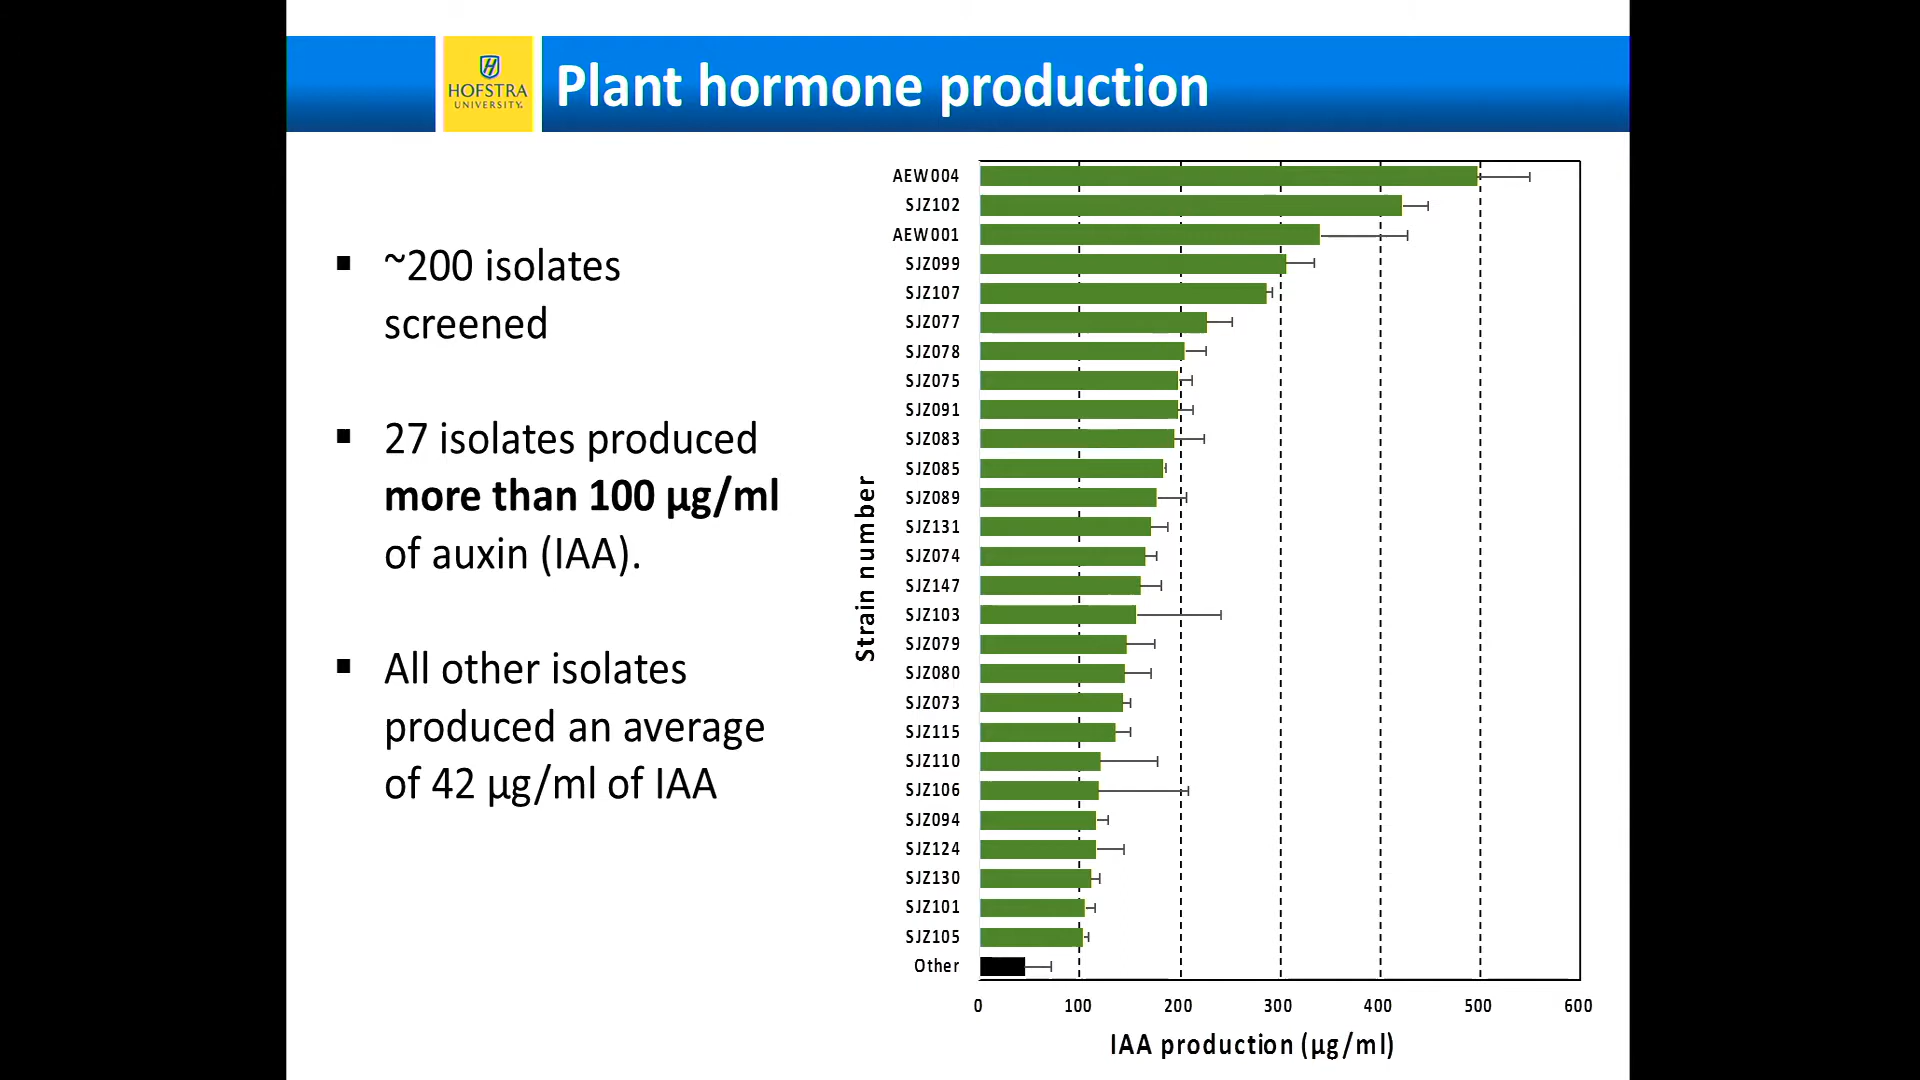 HOFSTRA
UNIVERSITY
Plant hormone production
▪ ~200 isolates
screened
▪ 27 isolates produced
more than 100 µg/ml
of auxin (IAA).
▪ All other isolates
produced an average
of 42 µg/ml of IAA
Strain number
AEW004
SJZ102
AEW001
SJZ099
SJZ107
SJZ077
SJZ078
SJZ075
SJZ091
SJZ083
SJZ085
SJZ089
SJZ131
SJZ074
SJZ147
SJZ103
SJZ079
SJZ080
SJZ073
SJZ115
SJZ110
SJZ106
SJZ094
SJZ124
SJZ130
SJZ101
SJZ105
Other
0 100 200 300 400 500 600
IAA production (µg/ml)